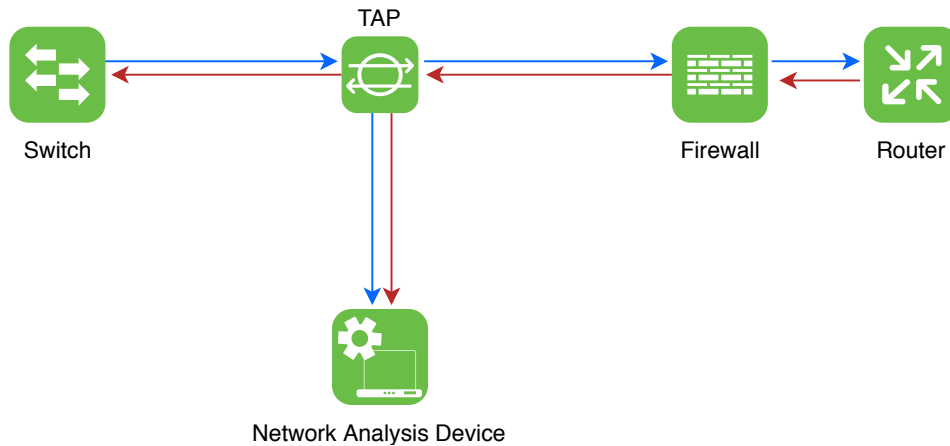 TAP
Switch
Firewall
Router
Network Analysis Device